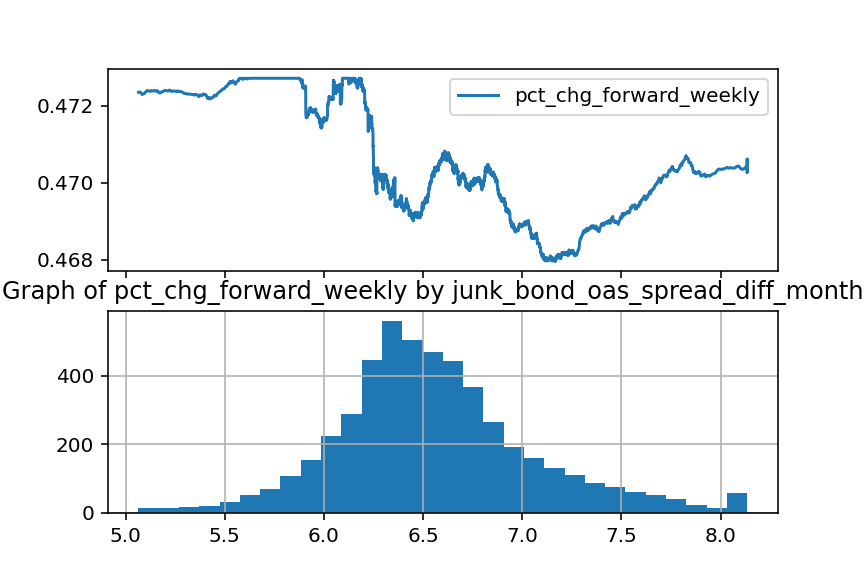 pct_chg_forward_weekly
0.472
0.470
0.468
Graph of pct_chg_forward_weekly by junk_bond_oas_spread_diff_month
400
200
0
5.0 5.5 6.0 6.5 7.0 7.5 8.0